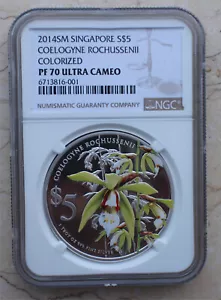 2014SM SINGAPORE S$5
COELOGYNE ROCHUSSENII
COLORIZED
PF 70 ULTRA CAMEO
6713816-001
NUMISMATIC GUARANTY COMPANY
NGC
COELOGYNE ROCHUSSENII
$5